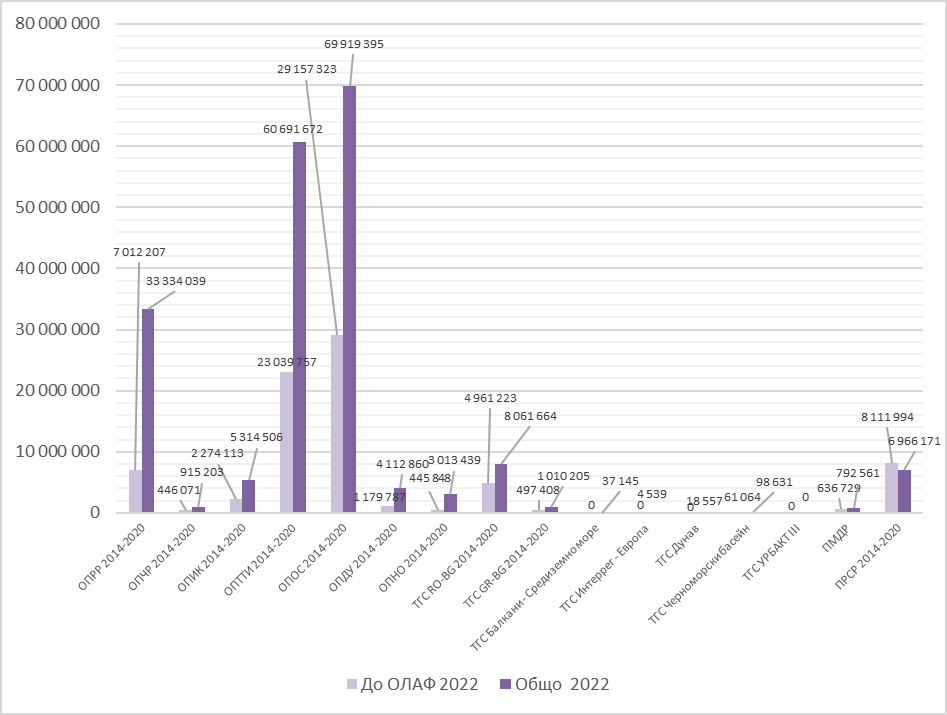 80 000 000
70 000 000
60 000 000
50 000 000
40 000 000
30 000 000
20 000 000
10 000 000
0
7 012 207
33 334 039
446 071
915 203
2 274 113
5 314 506
23 039 757
60 691 672
29 157 323
69 919 395
1 179 787
4 112 860
445 848
3 013 439
4 961 223
8 061 664
497 408
1 010 205
0
37 145
0
4 539
0
18 557
61 064
98 631
0
0
636 729
792 561
8 111 994
6 966 171
ОПРР 2014-2020
ОПЧР 2014-2020
ОПИК 2014-2020
ОПТТИ 2014-2020
ОПОС 2014-2020
ОПДУ 2014-2020
ОПНО 2014-2020
ТГС RO-BG 2014-2020
ТГС GR-BG 2014-2020
ТГС Балкани - Средиземно море
ТГС Интеррег - Европа
ТГС Дунав
ТГС Черноморски басейн
ТГС УРБАКТ III
ПМДР
ПРСР 2014-2020
До ОЛАФ 2022
Общо 2022